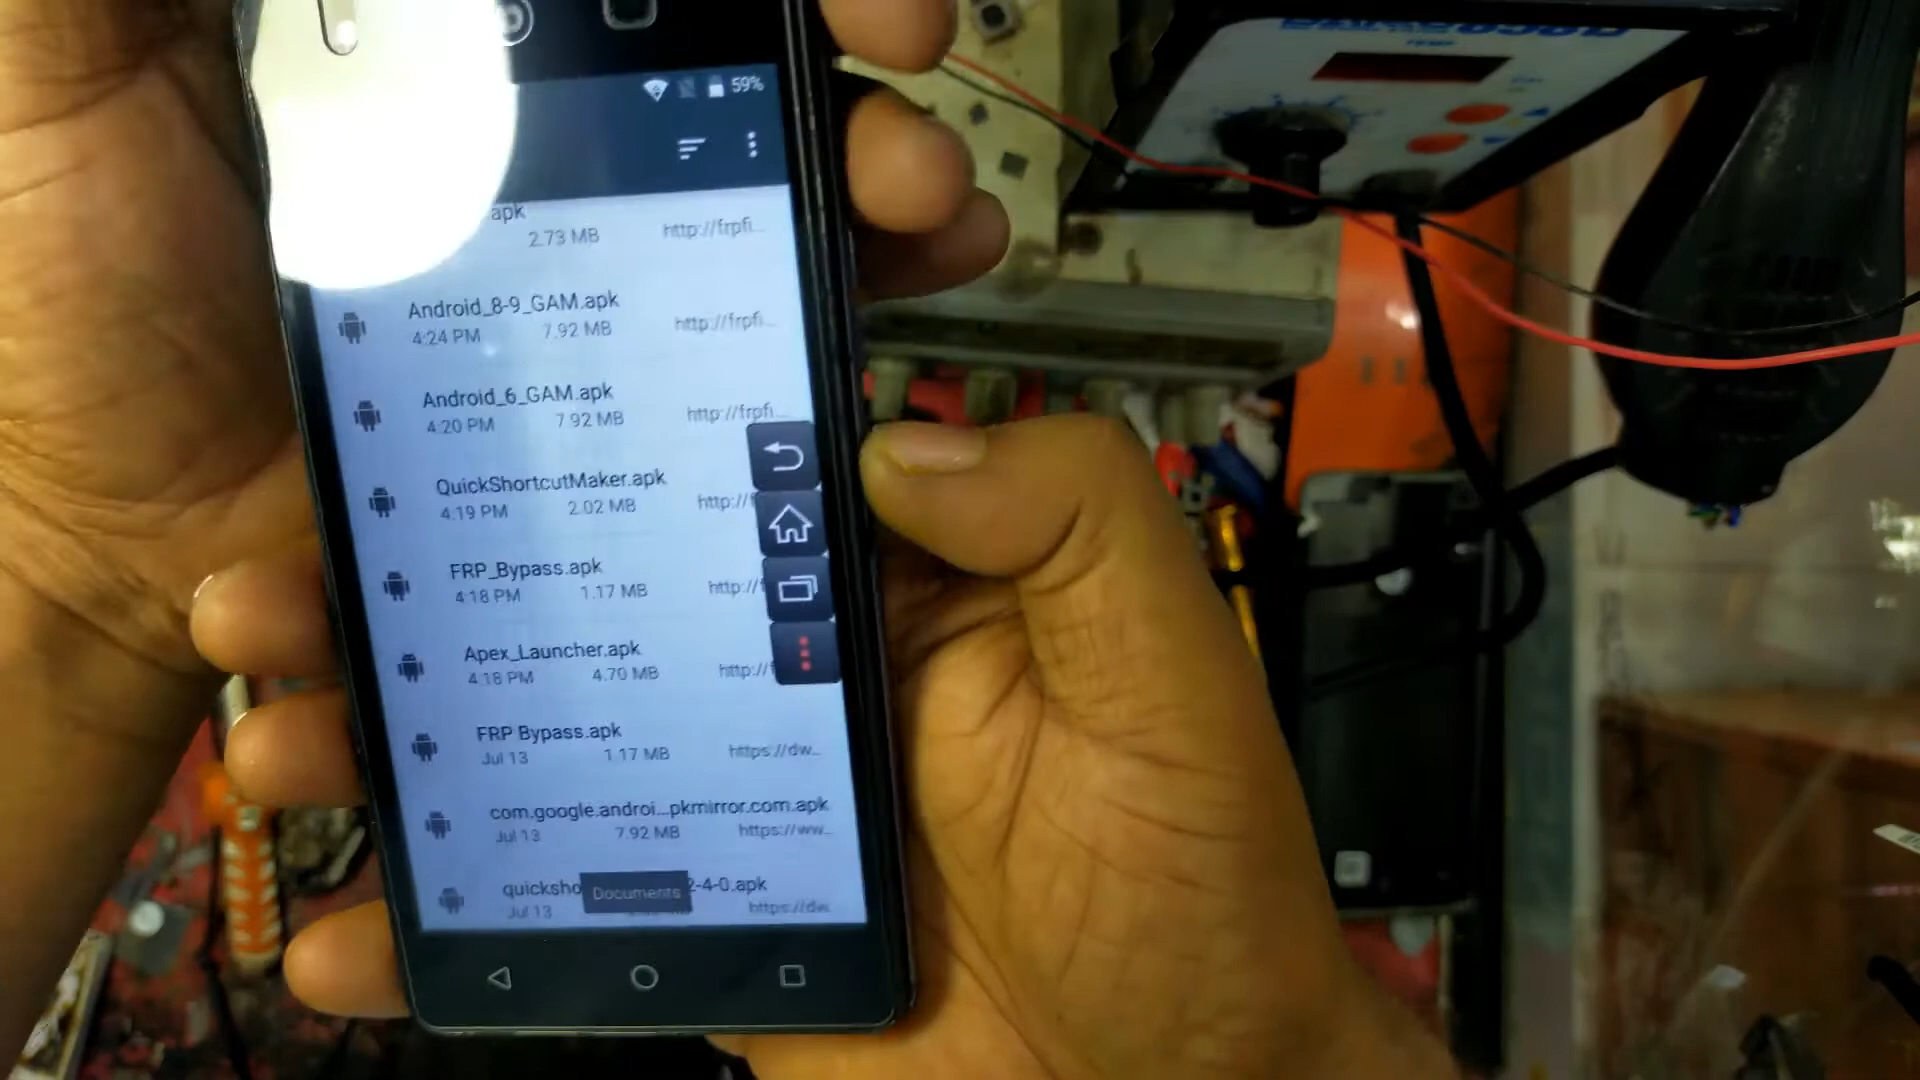 59%
apk
2.73 MB http://frpfi...
Android_8-9_GAM.apk
4:24 PM 7.92 MB http://frpfi...
Android_6_GAM.apk
4:20 PM 7.92 MB http://frpfi...
QuickShortcutMaker.apk
4:19 PM 2.02 MB http://f
FRP_Bypass.apk
4:18 PM 1.17 MB http://f
Apex_Launcher.apk
4:18 PM 4.70 MB http://f
FRP Bypass.apk
Jul 13 1.17 MB https://dw...
com.google.androi...pkmirror.com.apk
Jul 13 7.92 MB https://ww...
quicksho 2-4-0.apk
Documents
Jul 13 https://dw